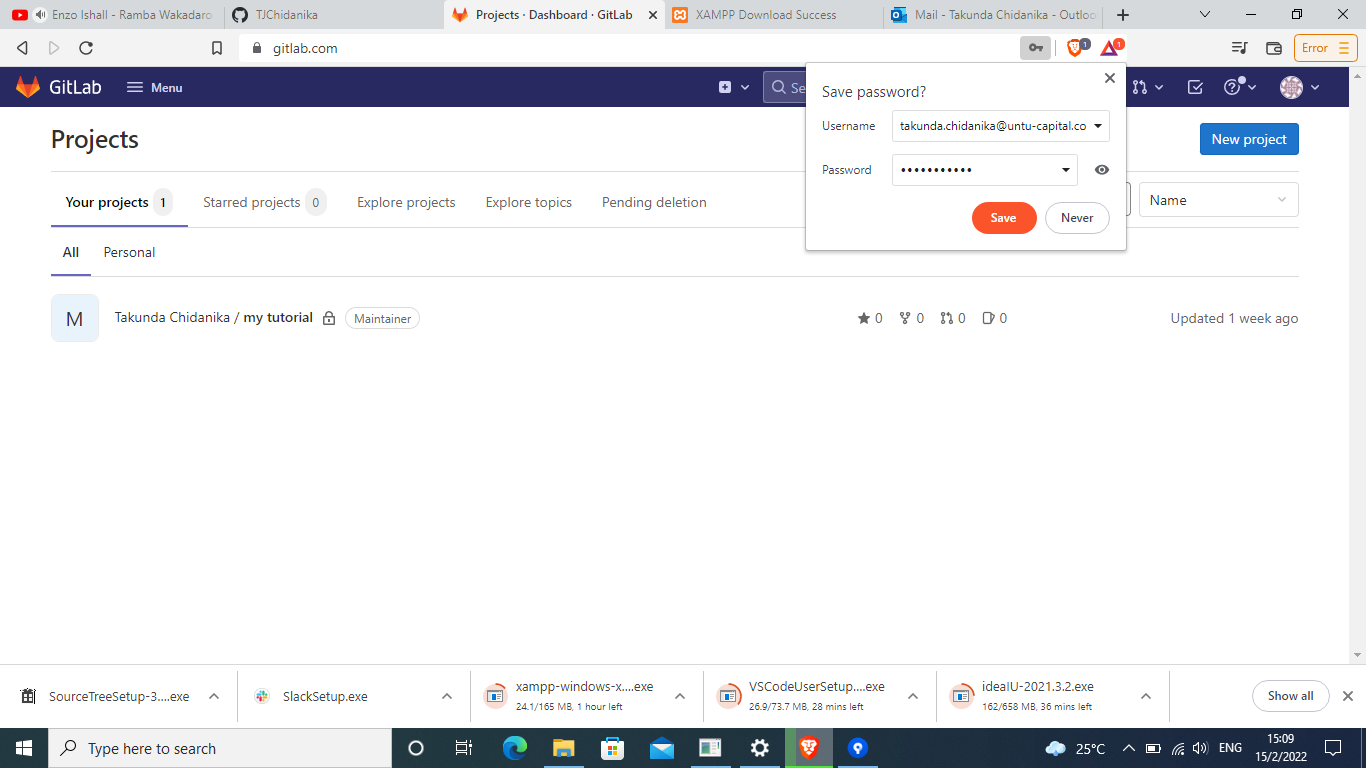 Enzo Ishall - Ramba Wakadaro
TJChidanika
Projects · Dashboard · GitLab
XAMPP Download Success
Mail - Takunda Chidanika - Outloo
gitlab.com
1
1
Error
GitLab
Menu
Se
Save password?
Username
takunda.chidanika@untu-capital.co
Password
•••••••••••
Save
Never
Projects
New project
Your projects 1
Starred projects 0
Explore projects
Explore topics
Pending deletion
Name
All
Personal
M
Takunda Chidanika / my tutorial
Maintainer
0
0
0
0
Updated 1 week ago
SourceTreeSetup-3....exe
SlackSetup.exe
xampp-windows-x....exe
24.1/165 MB, 1 hour left
VSCodeUserSetup....exe
26.9/73.7 MB, 28 mins left
ideaIU-2021.3.2.exe
162/658 MB, 36 mins left
Show all
Type here to search
25°C
ENG
15:09
15/2/2022